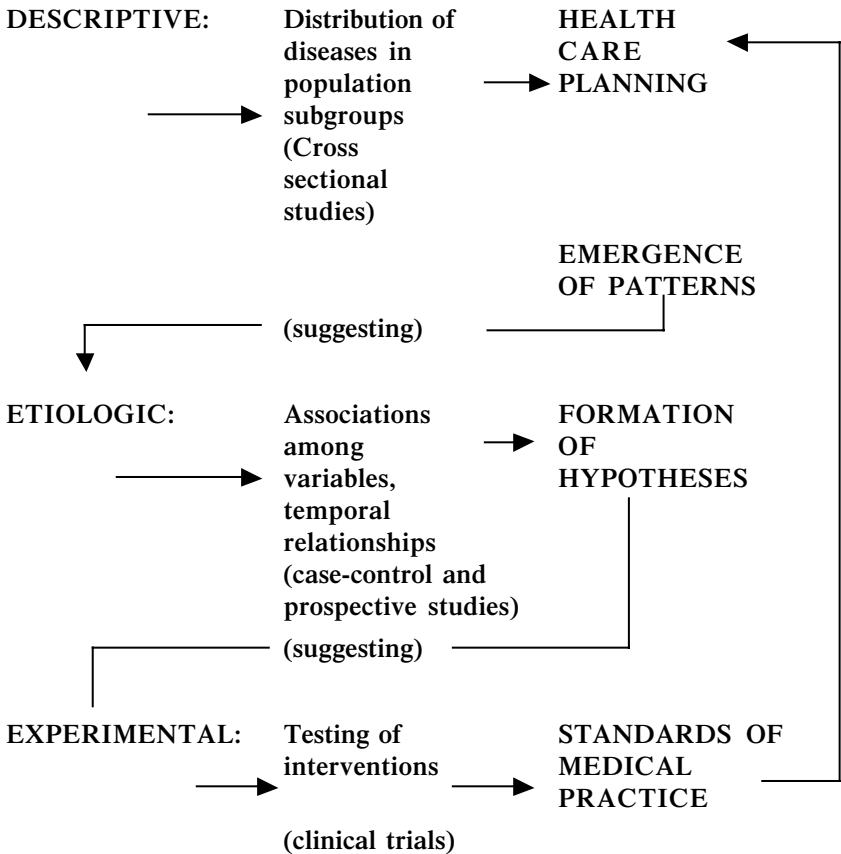 DESCRIPTIVE:
Distribution of
diseases in
population
subgroups
(Cross
sectional
studies)
HEALTH
CARE
PLANNING
EMERGENCE
OF PATTERNS
(suggesting)
ETIOLOGIC:
Associations
among
variables,
temporal
relationships
(case-control and
prospective studies)
FORMATION
OF
HYPOTHESES
(suggesting)
EXPERIMENTAL:
Testing of
interventions
(clinical trials)
STANDARDS OF
MEDICAL
PRACTICE